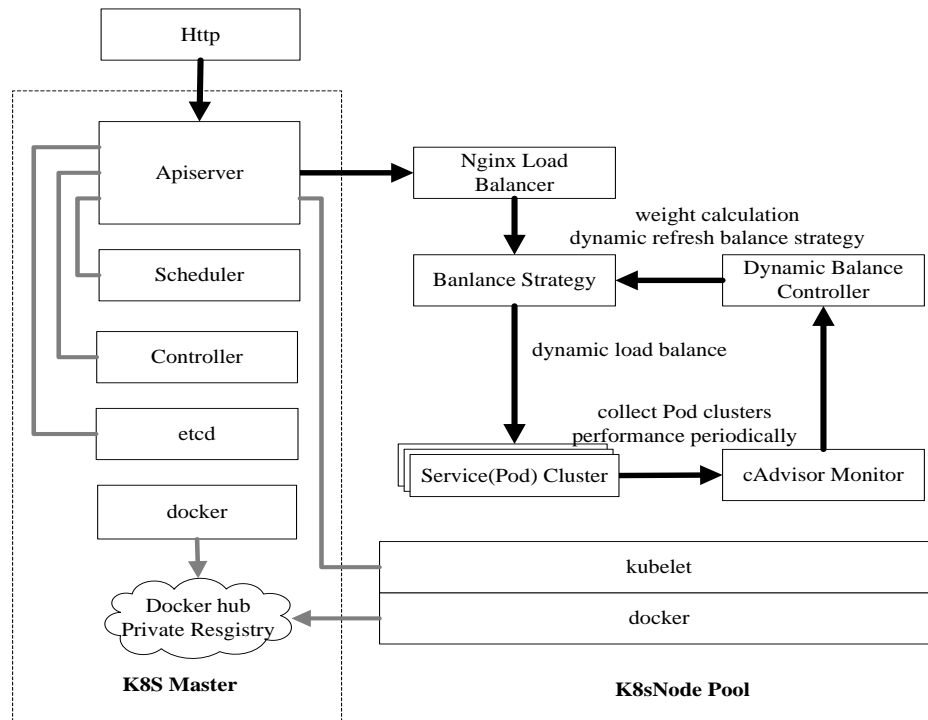 Http
Apiserver
Nginx Load
Balancer
weight calculation
dynamic refresh balance strategy
Scheduler
Banlance Strategy
Dynamic Balance
Controller
Controller
dynamic load balance
etcd
collect Pod clusters
performance periodically
Service(Pod) Cluster
cAdvisor Monitor
docker
kubelet
Docker hub
Private Resgistry
docker
K8S Master
K8sNode Pool